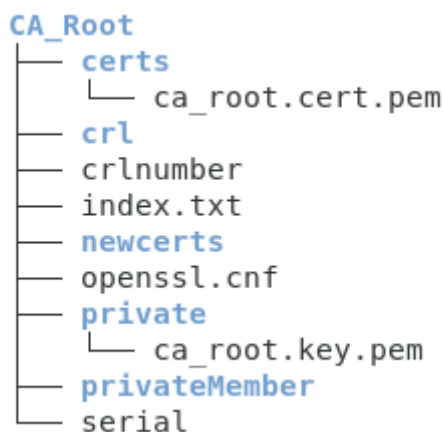 CA_Root
certs
ca_root.cert.pem
crl
crlnumber
index.txt
newcerts
openssl.cnf
private
ca_root.key.pem
privateMember
serial